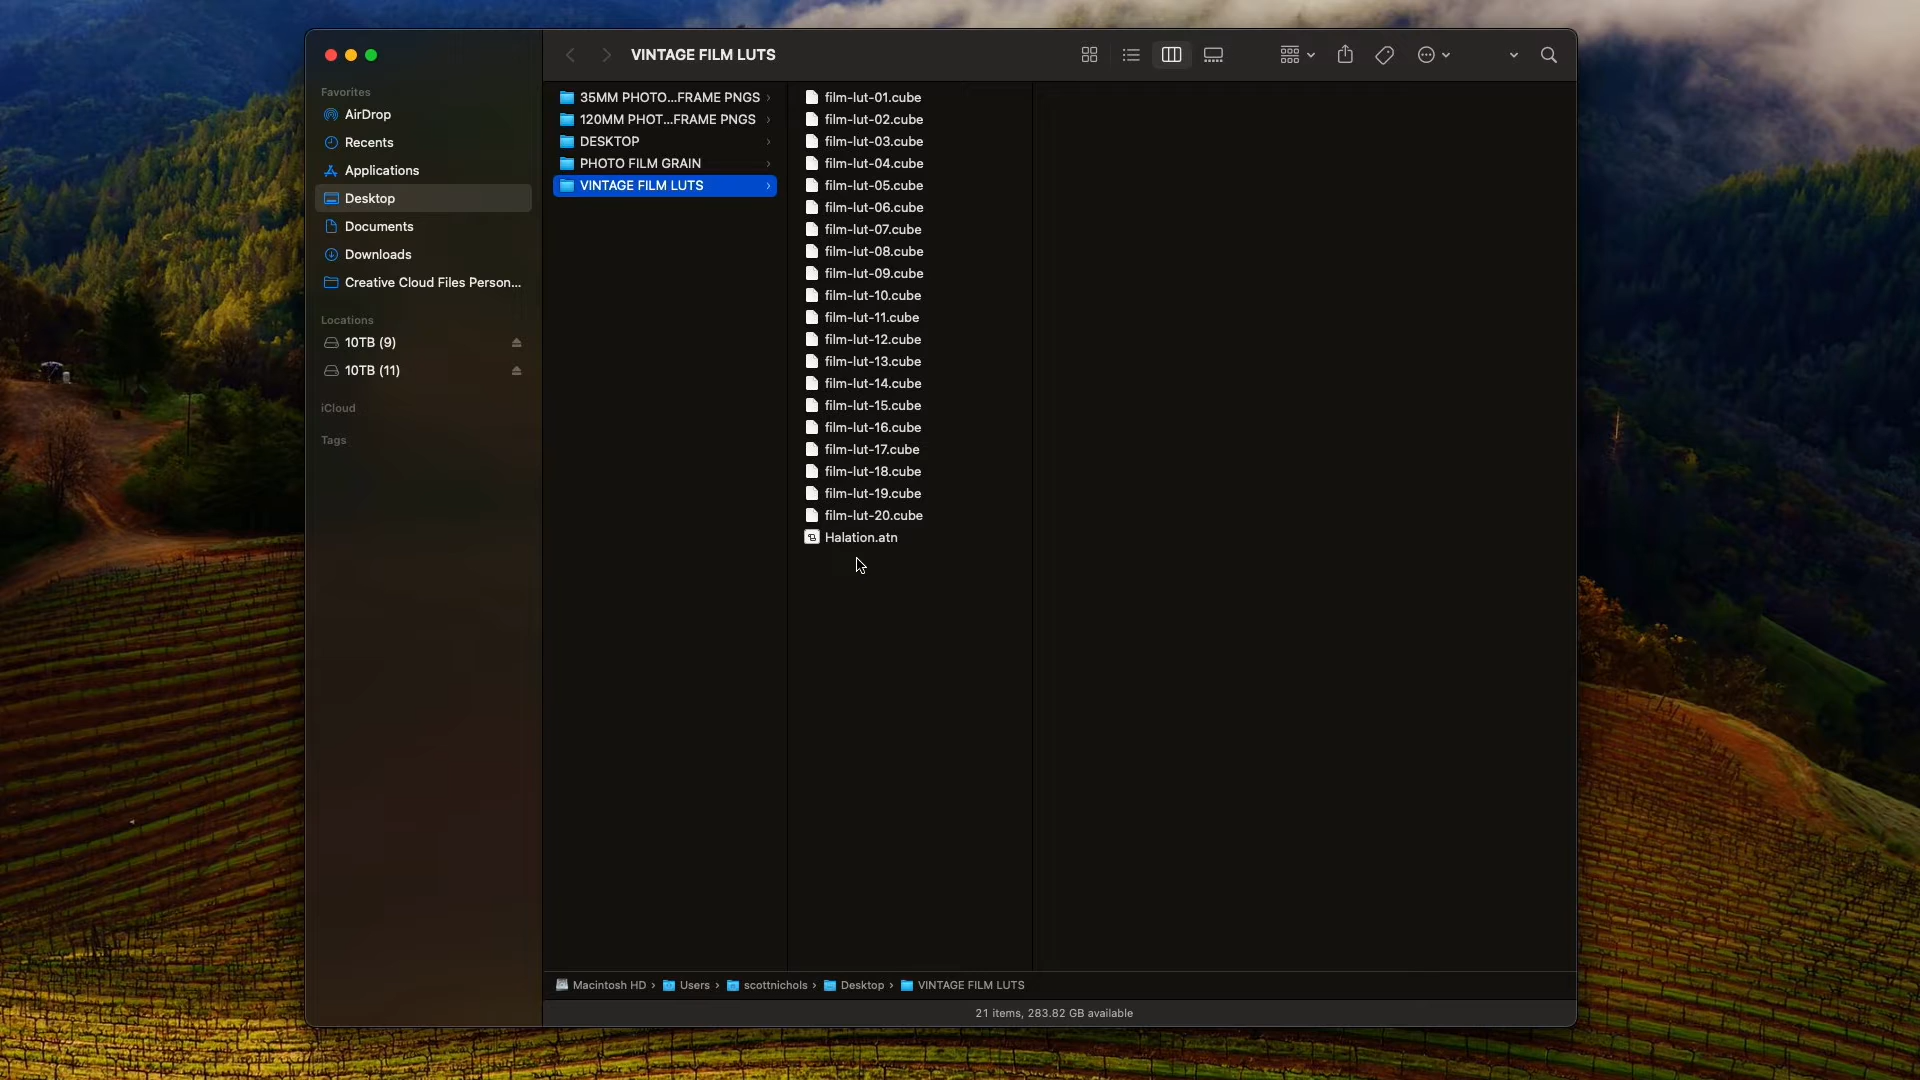 VINTAGE FILM LUTS
Favorites
AirDrop
Recents
Applications
Desktop
Documents
Downloads
Creative Cloud Files Person...
Locations
10TB (9)
10TB (11)
iCloud
Tags
35MM PHOTO...FRAME PNGS
120MM PHOT...FRAME PNGS
DESKTOP
PHOTO FILM GRAIN
VINTAGE FILM LUTS
film-lut-01.cube
film-lut-02.cube
film-lut-03.cube
film-lut-04.cube
film-lut-05.cube
film-lut-06.cube
film-lut-07.cube
film-lut-08.cube
film-lut-09.cube
film-lut-10.cube
film-lut-11.cube
film-lut-12.cube
film-lut-13.cube
film-lut-14.cube
film-lut-15.cube
film-lut-16.cube
film-lut-17.cube
film-lut-18.cube
film-lut-19.cube
film-lut-20.cube
Halation.atn
Macintosh HD › Users › scottnichols › Desktop › VINTAGE FILM LUTS
21 items, 283.82 GB available